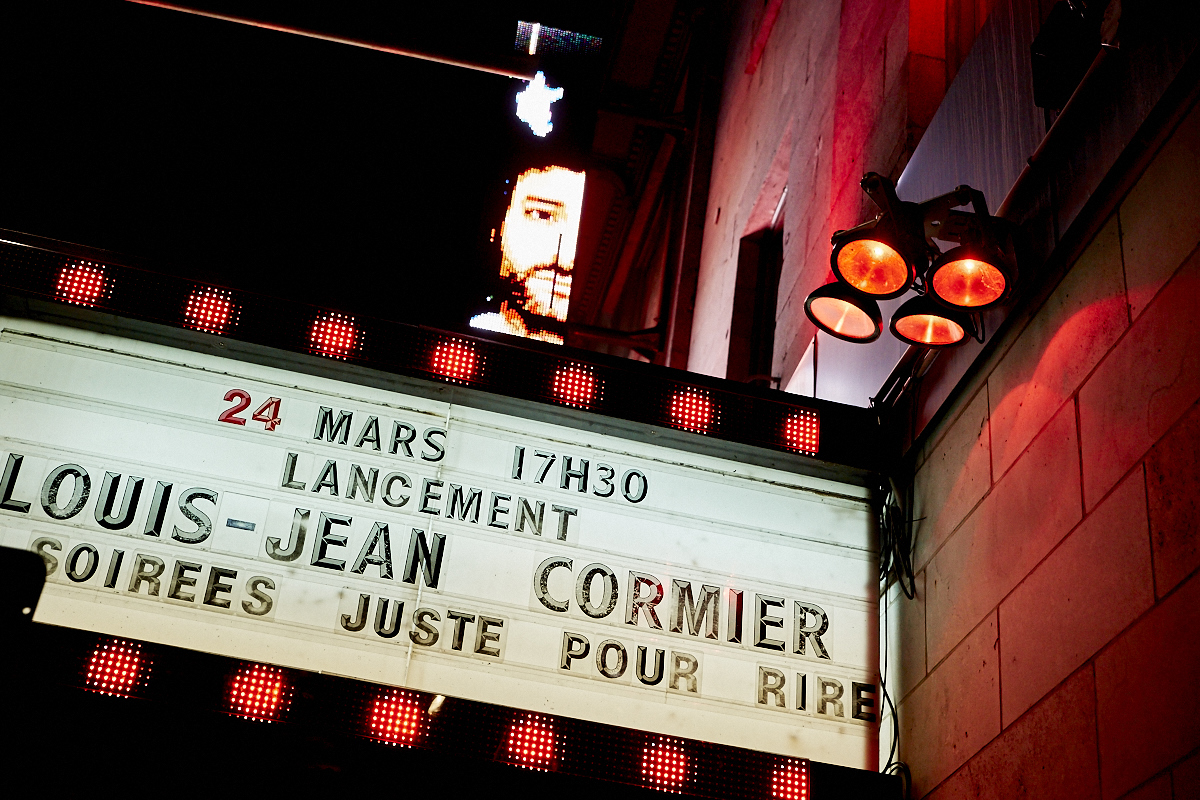 24 MARS 17H30
LANCEMENT
LOUIS-JEAN CORMIER
SOIREES JUSTE POUR RIRE